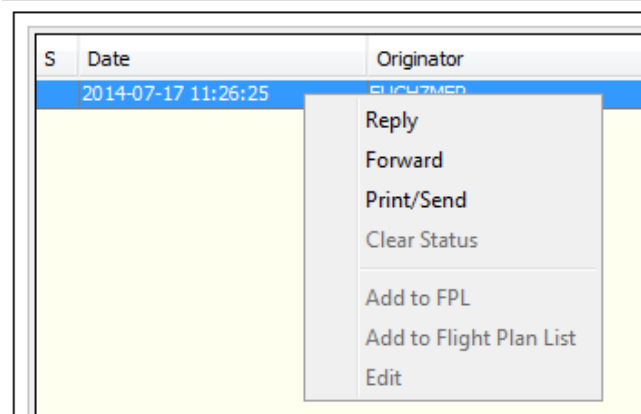 S Date Originator
2014-07-17 11:26:25
Reply
Forward
Print/Send
Clear Status
Add to FPL
Add to Flight Plan List
Edit